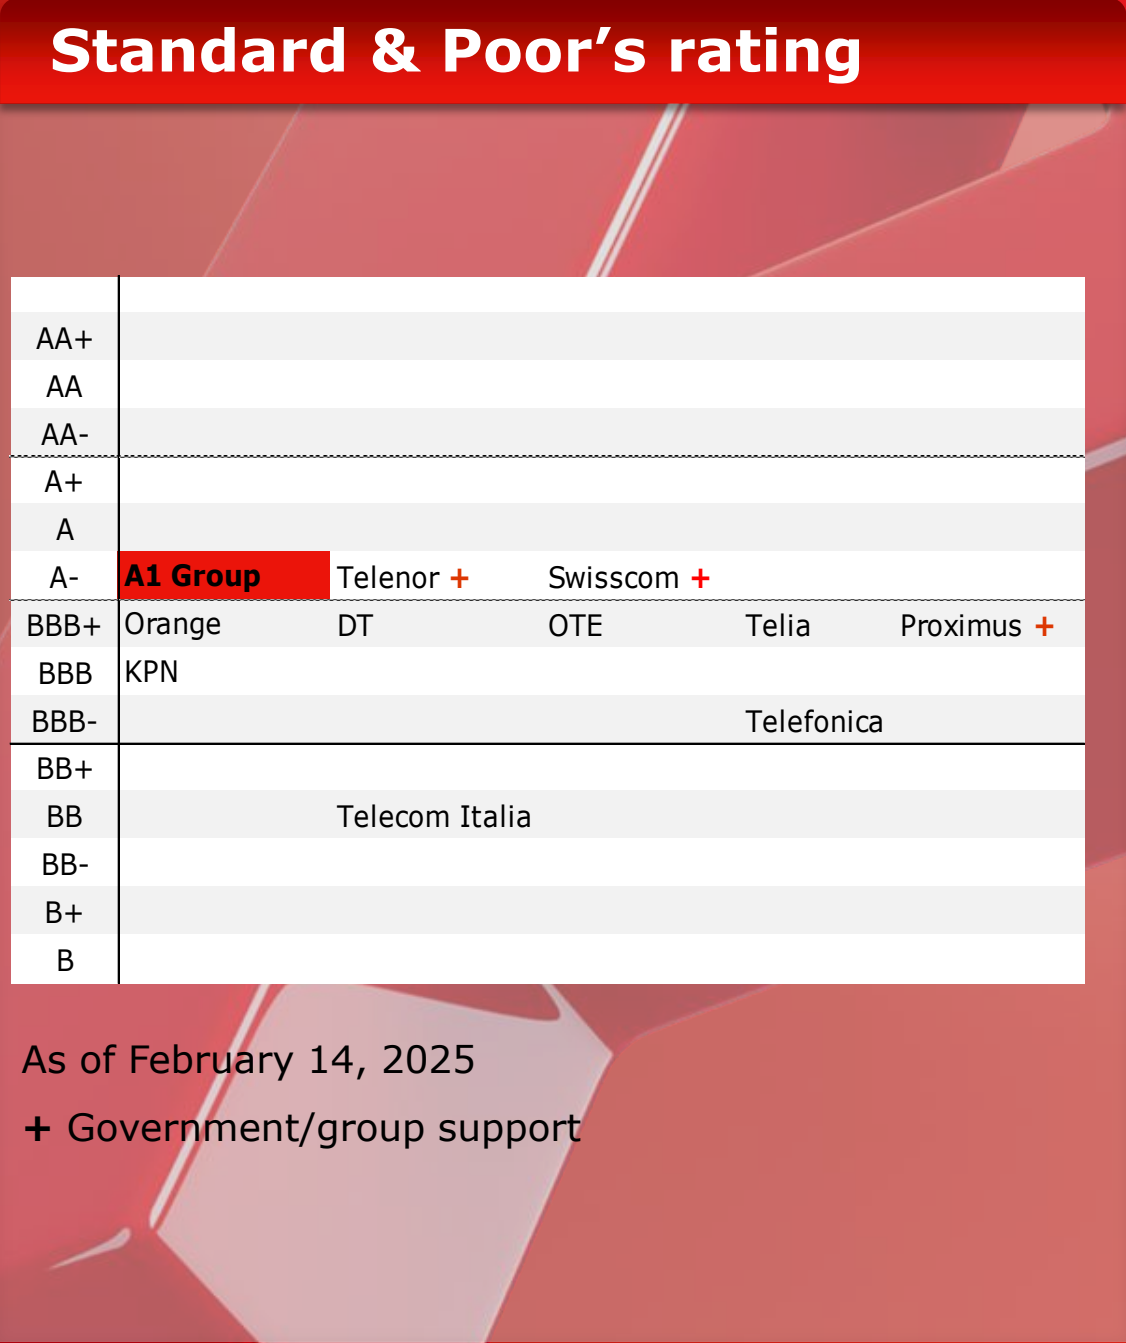 Standard & Poor’s rating
AA+
AA
AA-
A+
A
A- A1 Group Telenor + Swisscom +
BBB+ Orange DT OTE Telia Proximus +
BBB KPN
BBB- Telefonica
BB+
BB Telecom Italia
BB-
B+
B
As of February 14, 2025
+ Government/group support